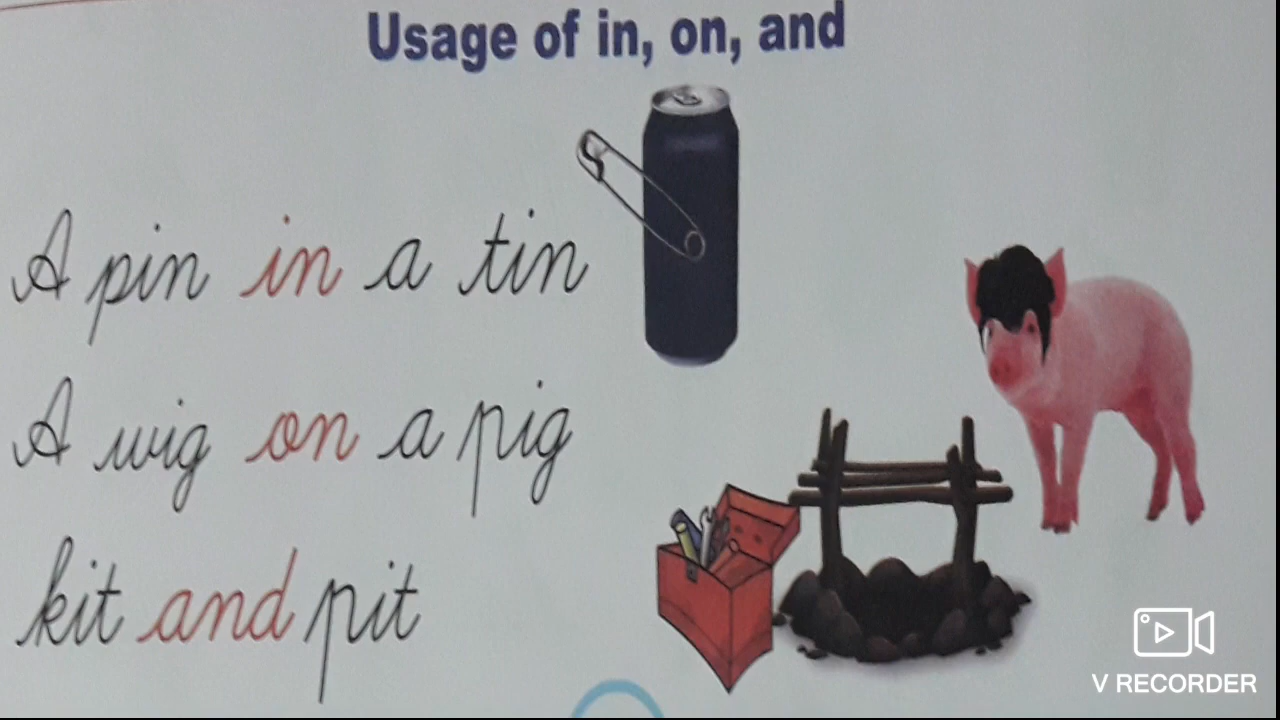 Usage of in, on, and
A pin in a tin
A wig on a pig
kit and pit
V RECORDER